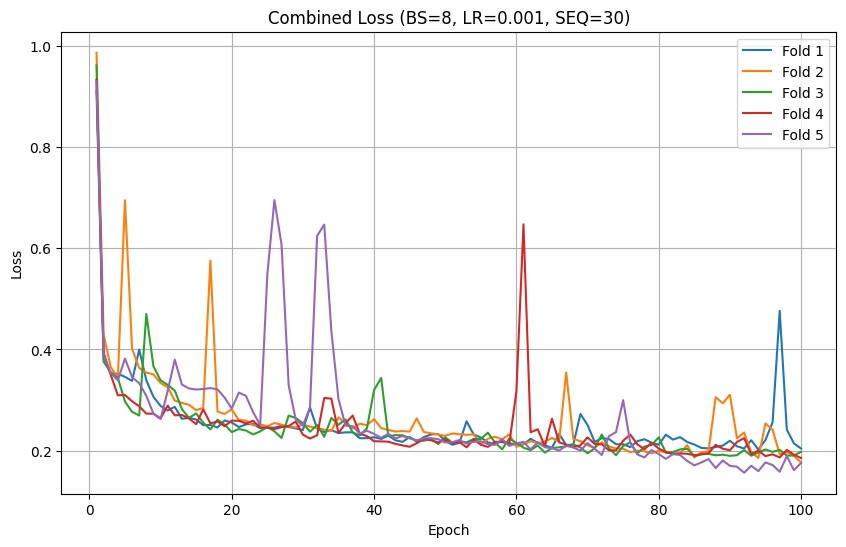 Combined Loss (BS=8, LR=0.001, SEQ=30)
Fold 1
Fold 2
Fold 3
Fold 4
Fold 5
1.0
0.8
0.6
0.4
0.2
Loss
0 20 40 60 80 100
Epoch